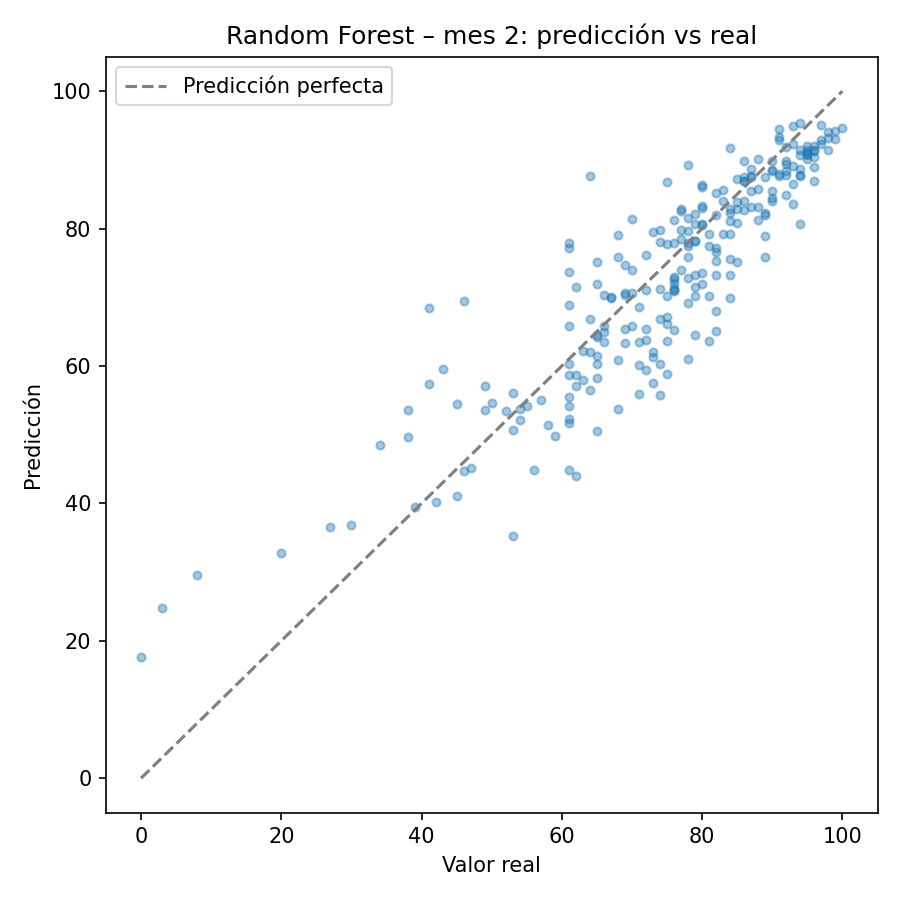 Random Forest – mes 2: predicción vs real
Predicción perfecta
100
80
60
40
20
0
Predicción
0 20 40 60 80 100
Valor real